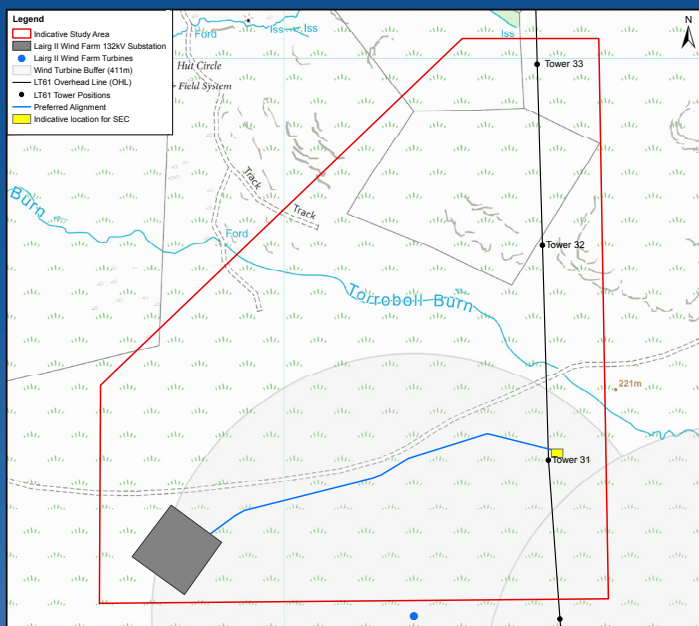 Legend
Indicative Study Area
Lairg II Wind Farm 132kV Substation
Lairg II Wind Farm Turbines
Wind Turbine Buffer (411m)
LT61 Overhead Line (OHL)
LT61 Tower Positions
Preferred Alignment
Indicative location for SEC
Ford
Iss
Iss
Iss
N
Hut Circle
Field System
Tower 33
Track
Track
Burn
Ford
Tower 32
Torroboll Burn
221m
Tower 31